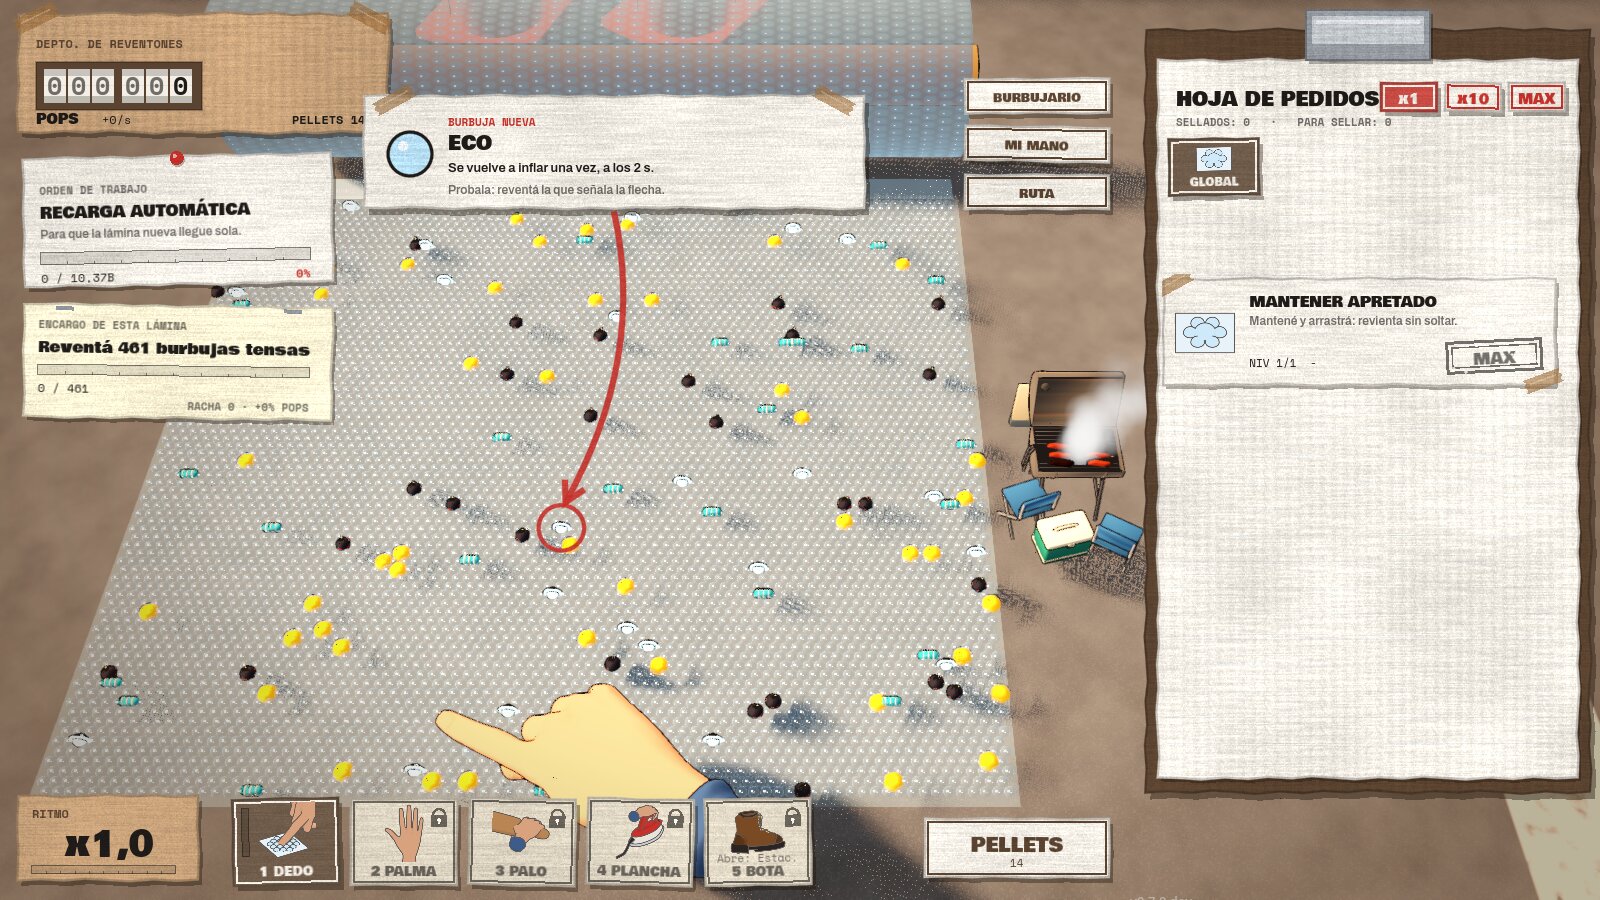 DEPTO. DE REVENTONES
000000
POPS +0/s PELLETS 14
BURBUJA NUEVA
ECO
Se vuelve a inflar una vez, a los 2 s.
Probala: reventá la que señala la flecha.
ORDEN DE TRABAJO
RECARGA AUTOMÁTICA
Para que la lámina nueva llegue sola.
0 / 10.37B 0%
ENCARGO DE ESTA LÁMINA
Reventá 461 burbujas tensas
0 / 461
RACHA 0 · +0% POPS
BURBUJARIO
MI MANO
RUTA
HOJA DE PEDIDOS x1 x10 MAX
SELLADOS: 0 · PARA SELLAR: 0
GLOBAL
MANTENER APRETADO
Mantené y arrastrá: revienta sin soltar.
NIV 1/1 -
MAX
RITMO
x1,0
1 DEDO
2 PALMA
3 PALO
4 PLANCHA
Abre: Estac.
5 BOTA
PELLETS
14